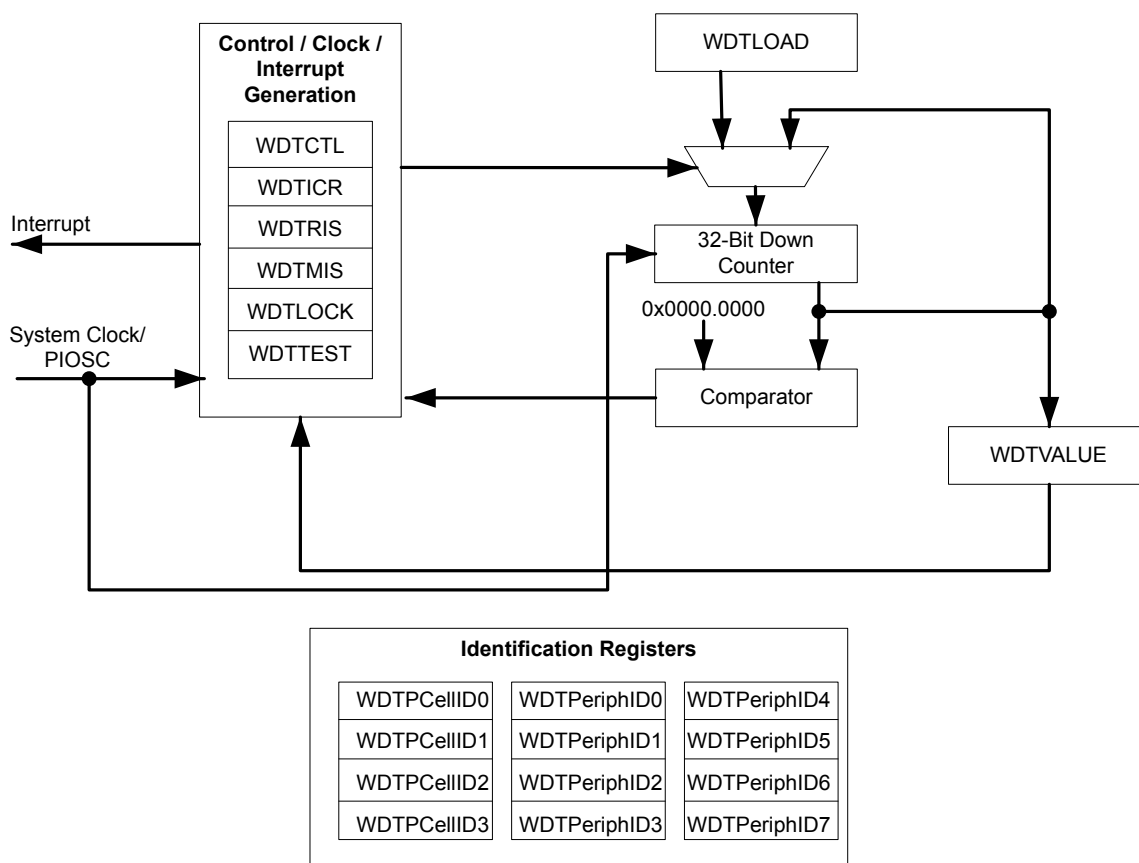 Control / Clock /
Interrupt
Generation
WDTCTL
WDTICR
WDTRIS
WDTMIS
WDTLOCK
WDTTEST
Interrupt
System Clock/
PIOSC
WDTLOAD
32-Bit Down
Counter
0x0000.0000
Comparator
WDTVALUE
Identification Registers
WDTPCellID0 WDTPeriphID0 WDTPeriphID4
WDTPCellID1 WDTPeriphID1 WDTPeriphID5
WDTPCellID2 WDTPeriphID2 WDTPeriphID6
WDTPCellID3 WDTPeriphID3 WDTPeriphID7